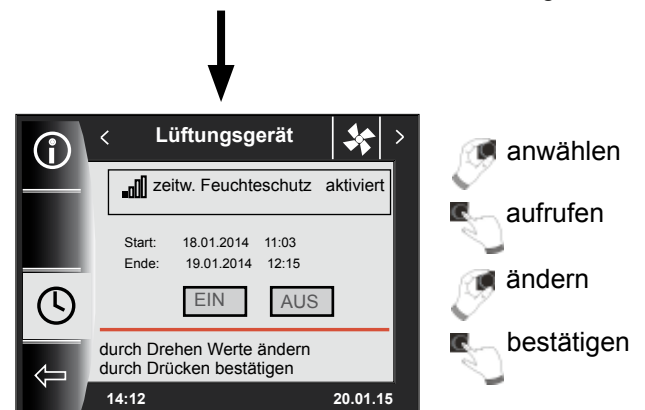 < Lüftungsgerät >
zeitw. Feuchteschutz aktiviert
Start: 18.01.2014 11:03
Ende: 19.01.2014 12:15
EIN AUS
durch Drehen Werte ändern
durch Drücken bestätigen
14:12 20.01.15
anwählen
aufrufen
ändern
bestätigen